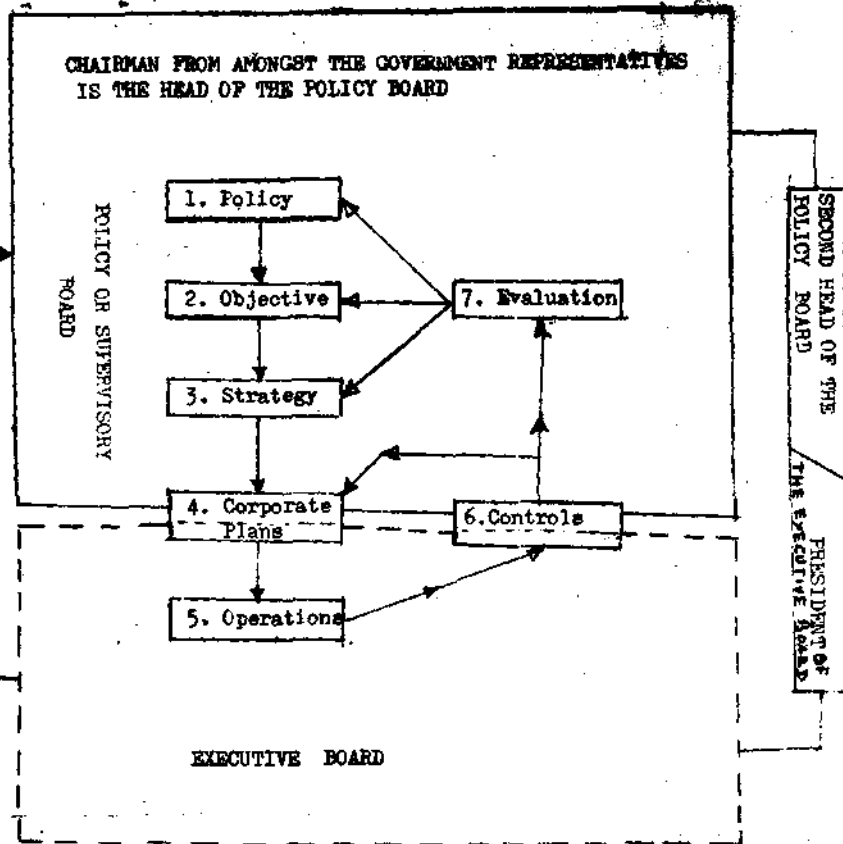 CHAIRMAN FROM AMONGST THE GOVERNMENT REPRESENTATIVES
IS THE HEAD OF THE POLICY BOARD
POLICY OR SUPERVISORY
BOARD
1. Policy
2. Objective
3. Strategy
4. Corporate
Plans
5. Operations
6.Controls
7. Evaluation
EXECUTIVE BOARD
SECOND HEAD OF THE
POLICY BOARD
PRESIDENT OF
THE EXECUTIVE BOARD